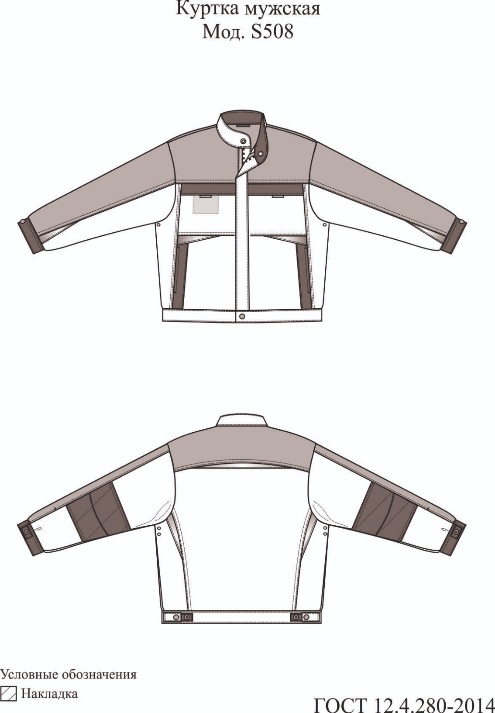 Куртка мужская
Мод. S508
Условные обозначения
Накладка
ГОСТ 12.4.280-2014